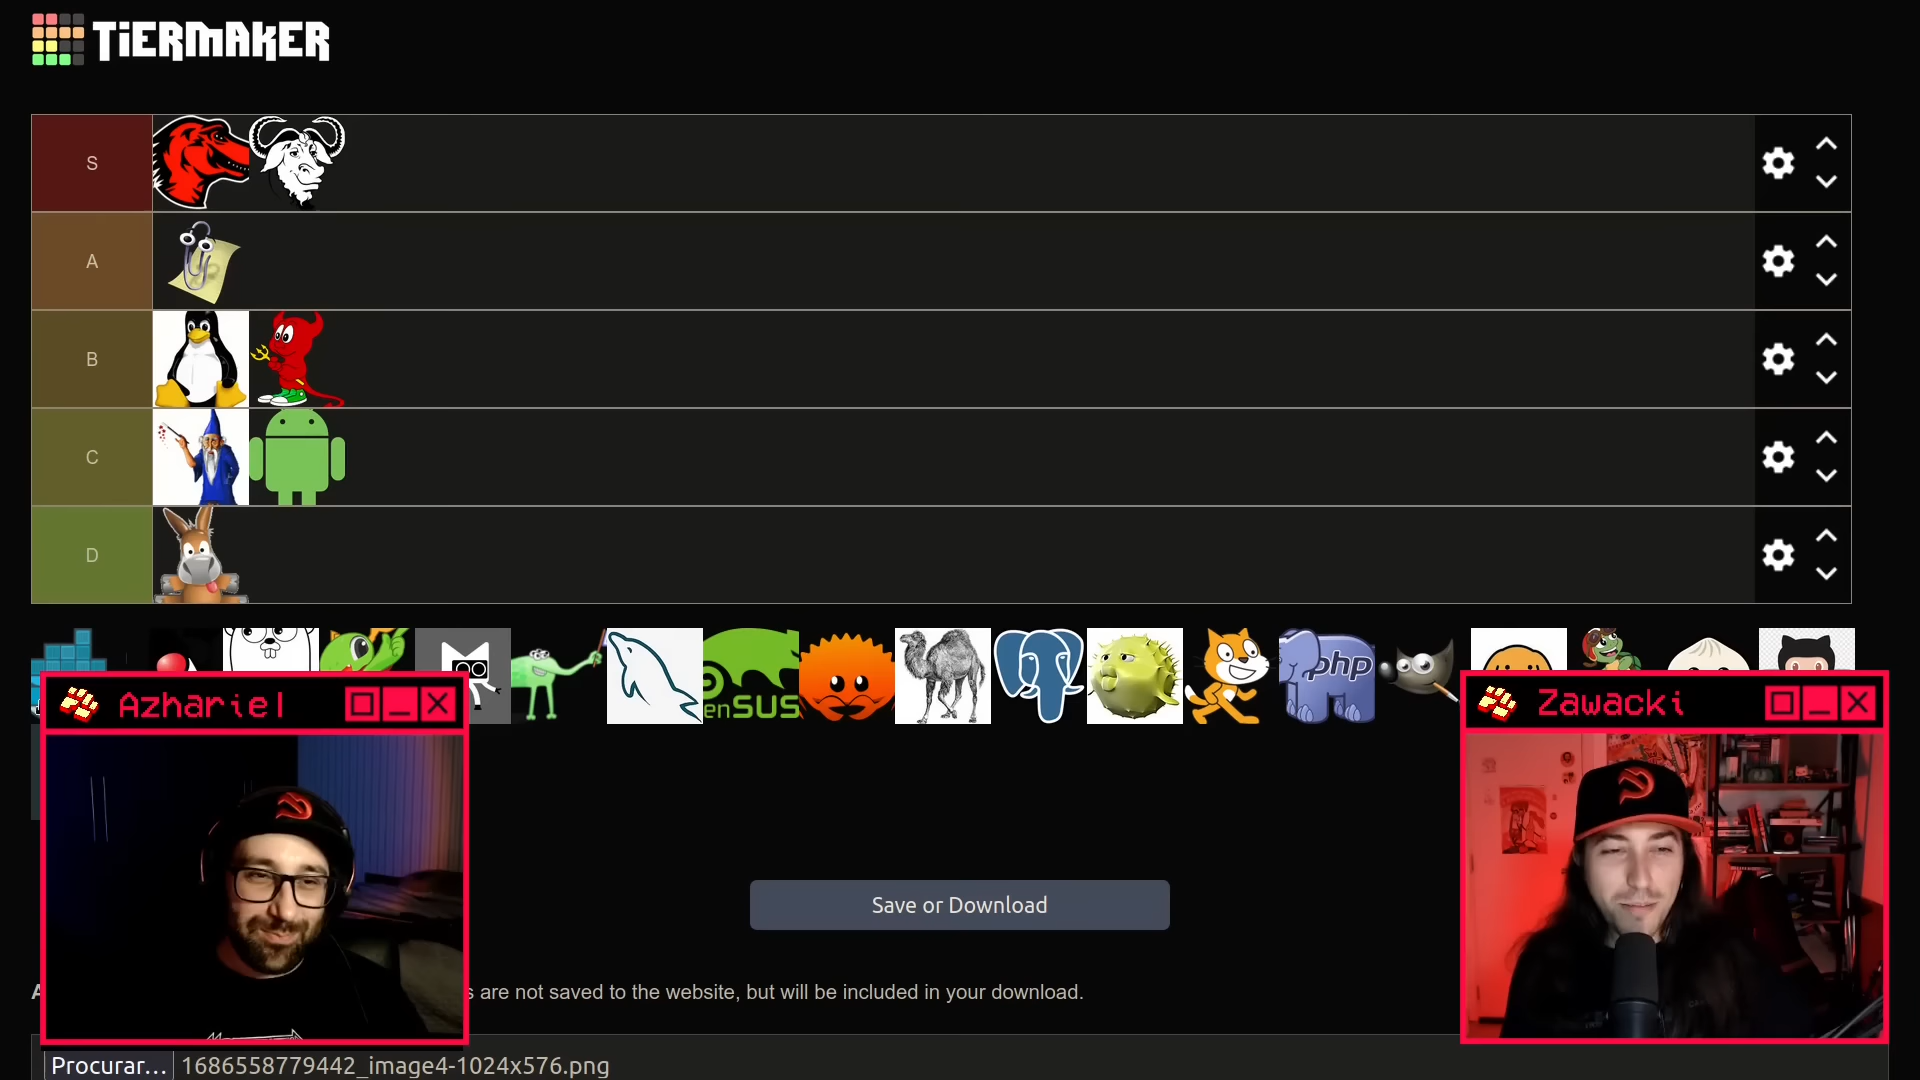 TiERMAKER
S
A
B
C
D
enSUS
php
Azhariel
Zawacki
Save or Download
s are not saved to the website, but will be included in your download.
Procurar...
1686558779442_image4-1024x576.png